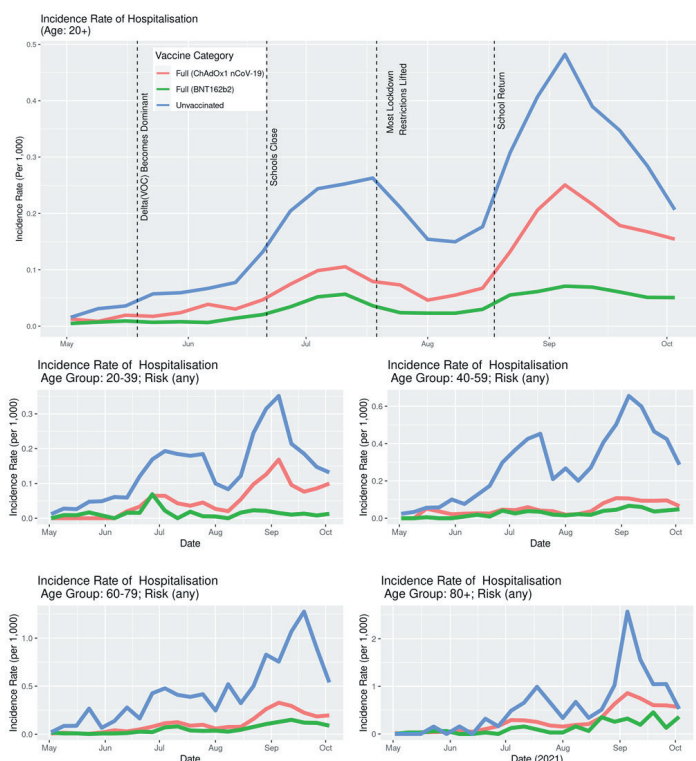 Incidence Rate of Hospitalisation
(Age: 20+)
Incidence Rate (Per 1,000)
0.5
0.4
0.3
0.2
0.1
0.0
Vaccine Category
Full (ChAdOx1 nCoV-19)
Full (BNT162b2)
Unvaccinated
Delta(VOC) Becomes Dominant
Schools Close
Most Lockdown
Restrictions Lifted
School Return
May
Jun
Jul
Aug
Sep
Oct
Incidence Rate of Hospitalisation
Age Group: 20-39; Risk (any)
Incidence Rate (per 1,000)
0.3
0.2
0.1
0.0
May
Jun
Jul
Aug
Sep
Oct
Date
Incidence Rate of Hospitalisation
Age Group: 40-59; Risk (any)
Incidence Rate (per 1,000)
0.6
0.4
0.2
0.0
May
Jun
Jul
Aug
Sep
Oct
Date
Incidence Rate of Hospitalisation
Age Group: 60-79; Risk (any)
Incidence Rate (per 1,000)
1.0
0.5
0.0
May
Jun
Jul
Aug
Sep
Oct
Date
Incidence Rate of Hospitalisation
Age Group: 80+; Risk (any)
Incidence Rate (per 1,000)
2
1
0
May
Jun
Jul
Aug
Sep
Oct
Date (2021)